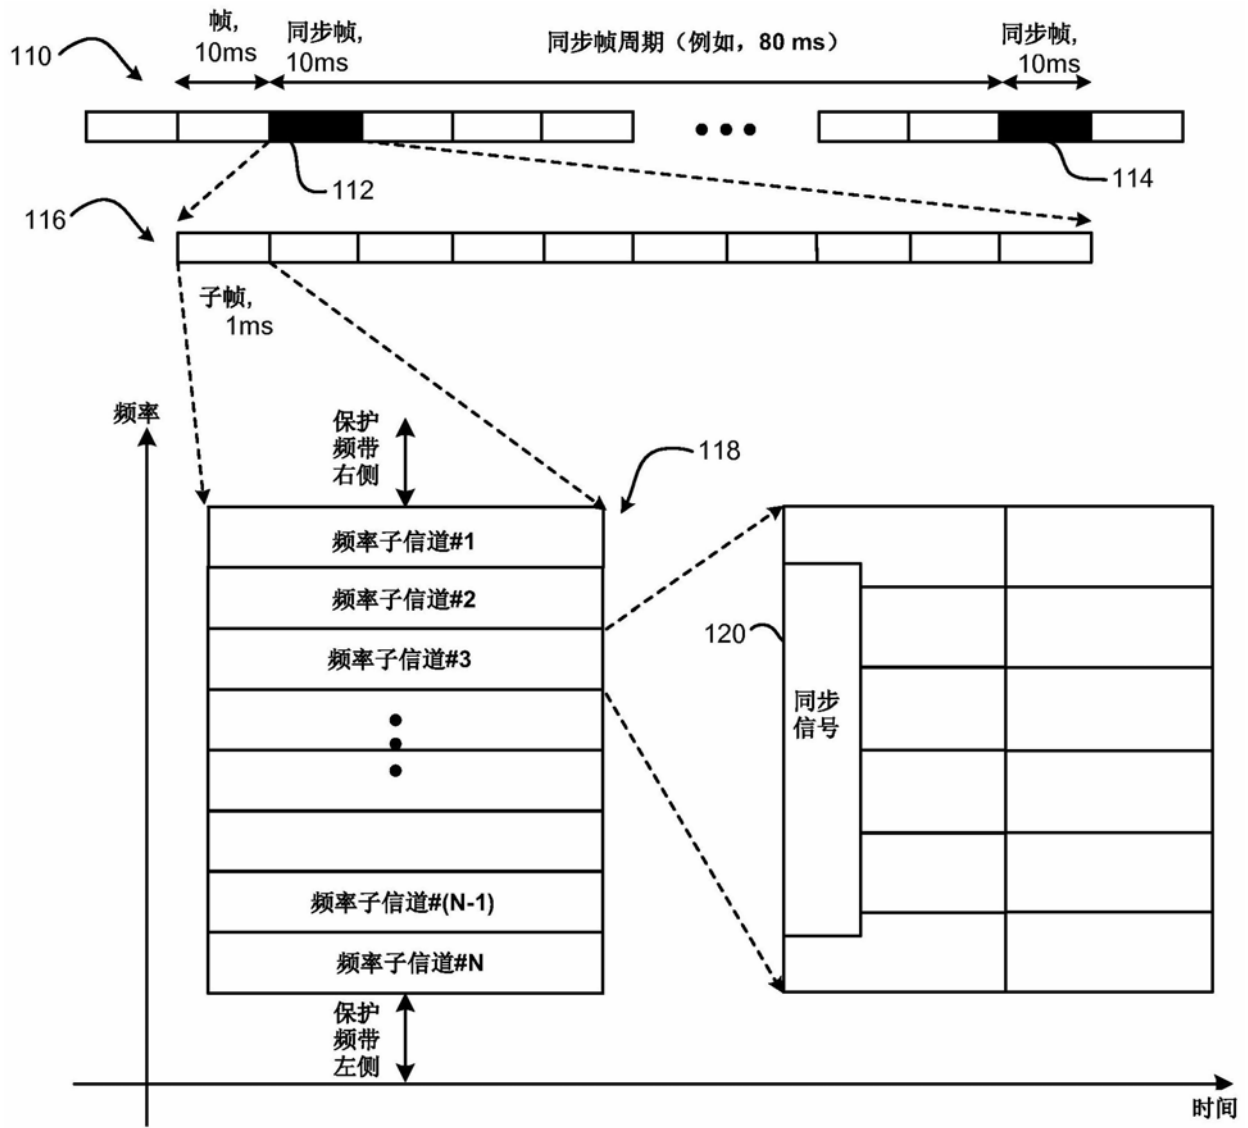 110
帧,
10ms
同步帧,
10ms
同步帧周期（例如，80 ms）
同步帧,
10ms
112
114
116
子帧,
1ms
频率
保护
频带
右侧
118
频率子信道#1
频率子信道#2
频率子信道#3
频率子信道#(N-1)
频率子信道#N
120
同步
信号
保护
频带
左侧
时间